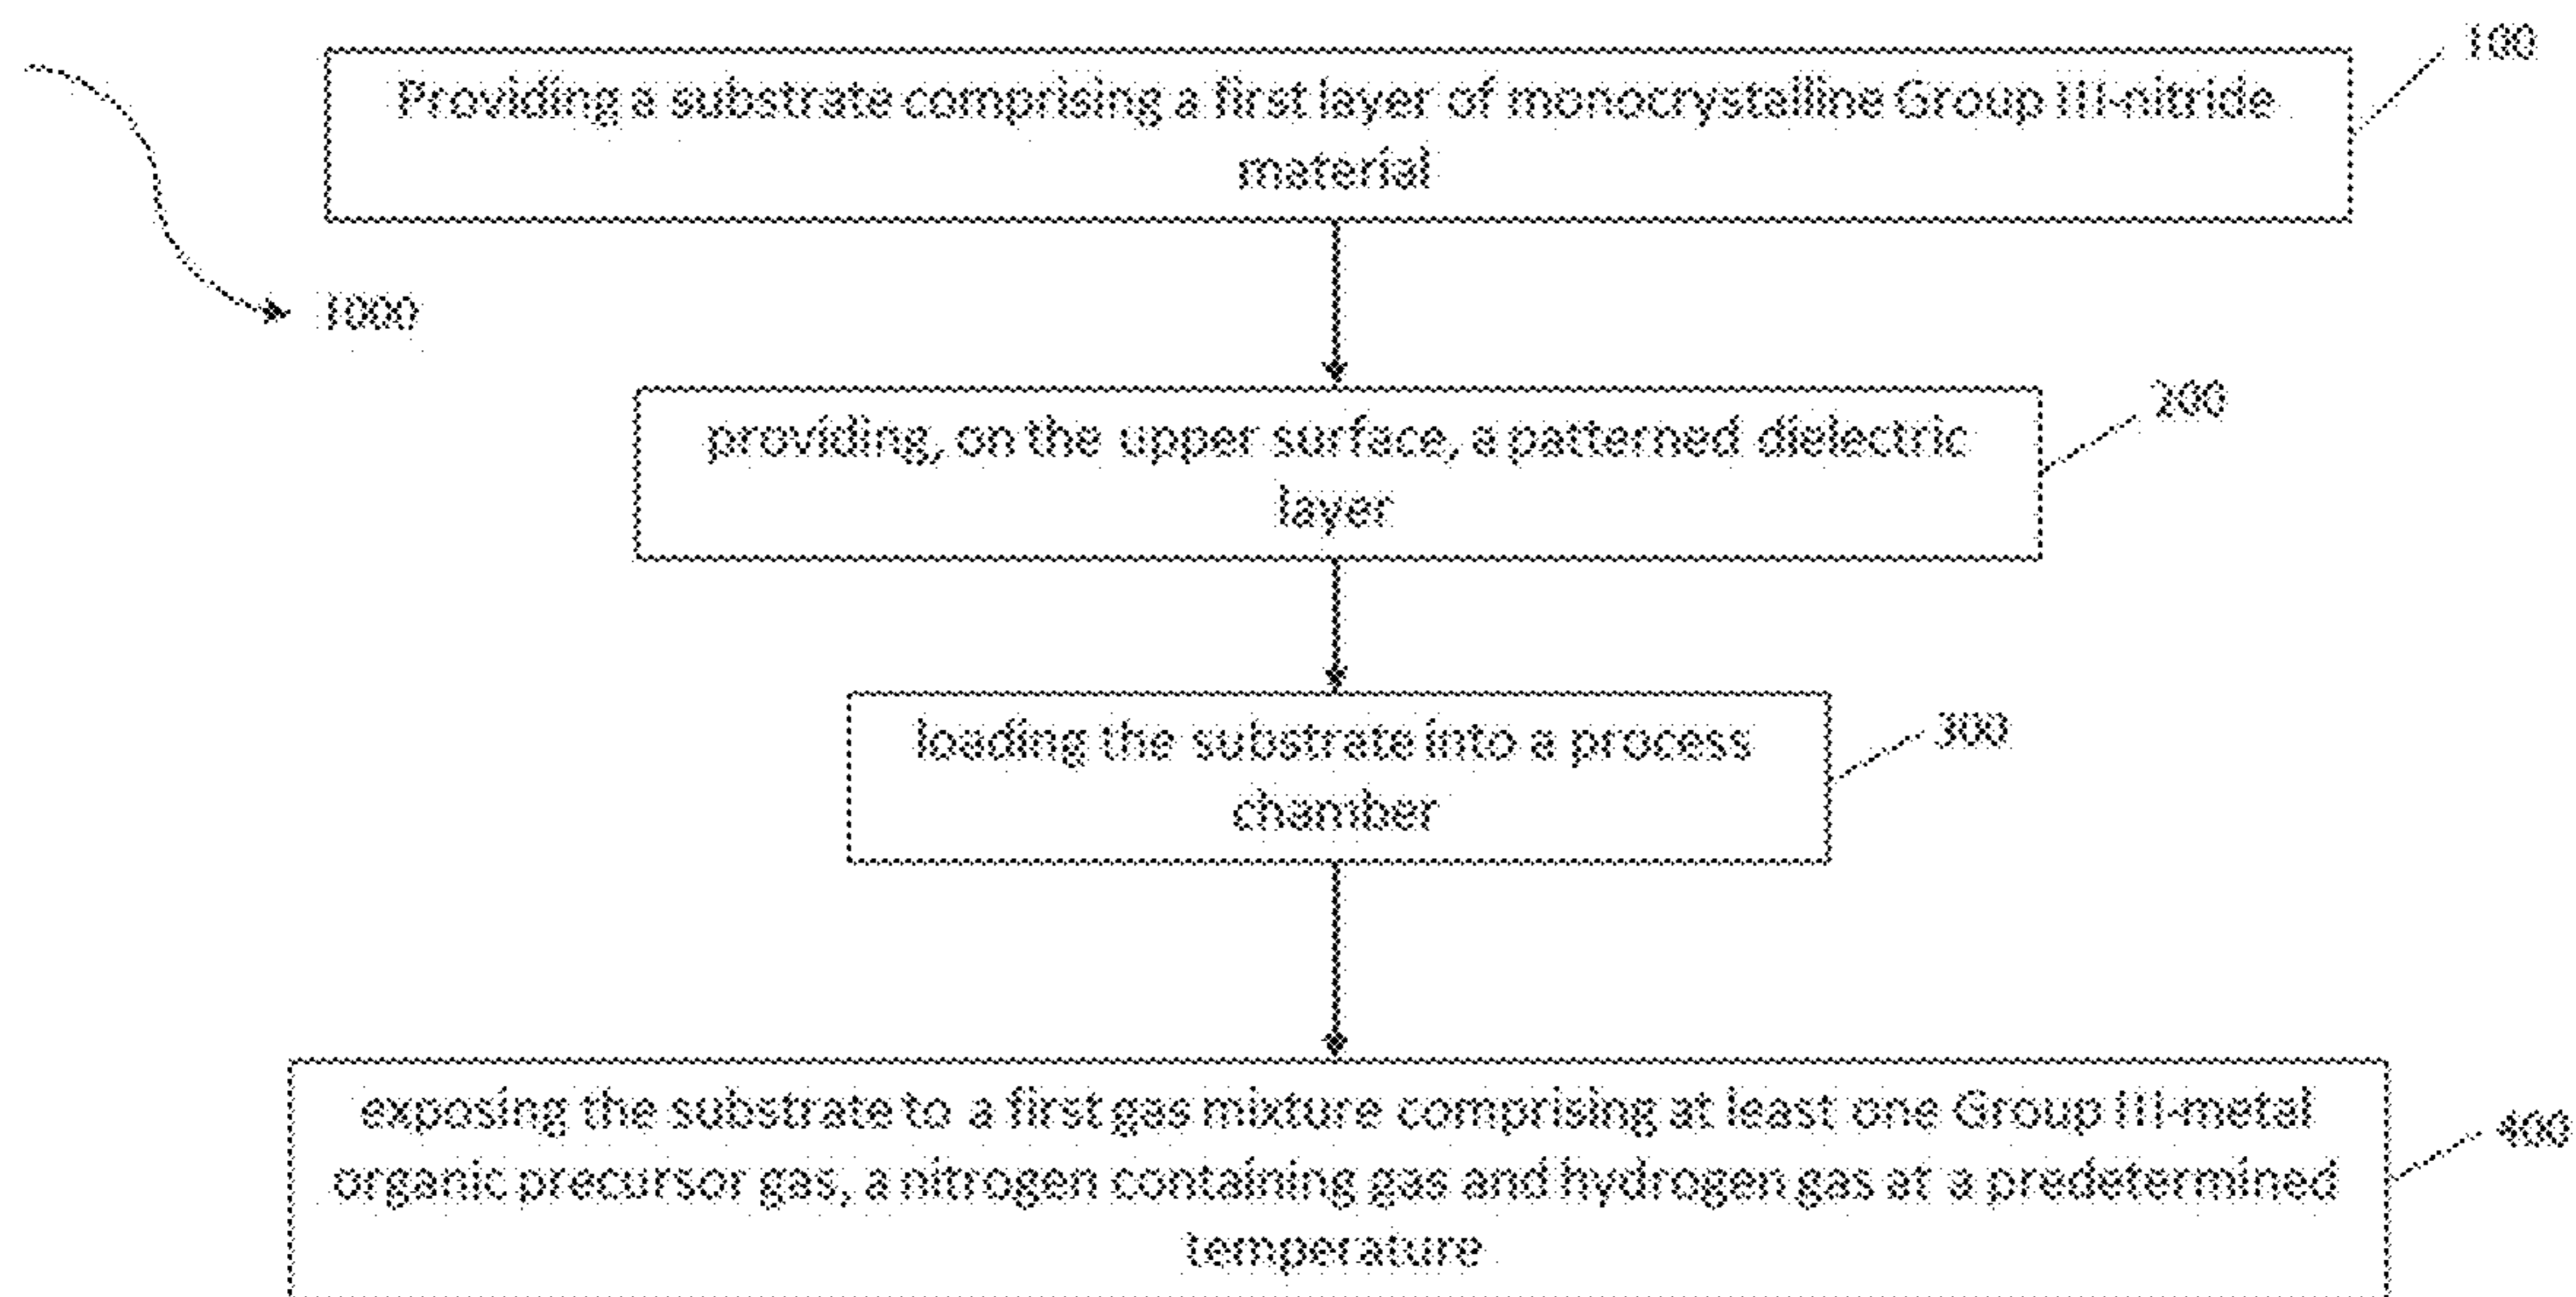 100
Providing a substrate comprising a first layer of monocrystalline Group III-nitride
material
1000
200
providing, on the upper surface, a patterned dielectric
layer
300
loading the substrate into a process
chamber
400
exposing the substrate to a first gas mixture comprising at least one Group III-metal
organic precursor gas, a nitrogen containing gas and hydrogen gas at a predetermined
temperature